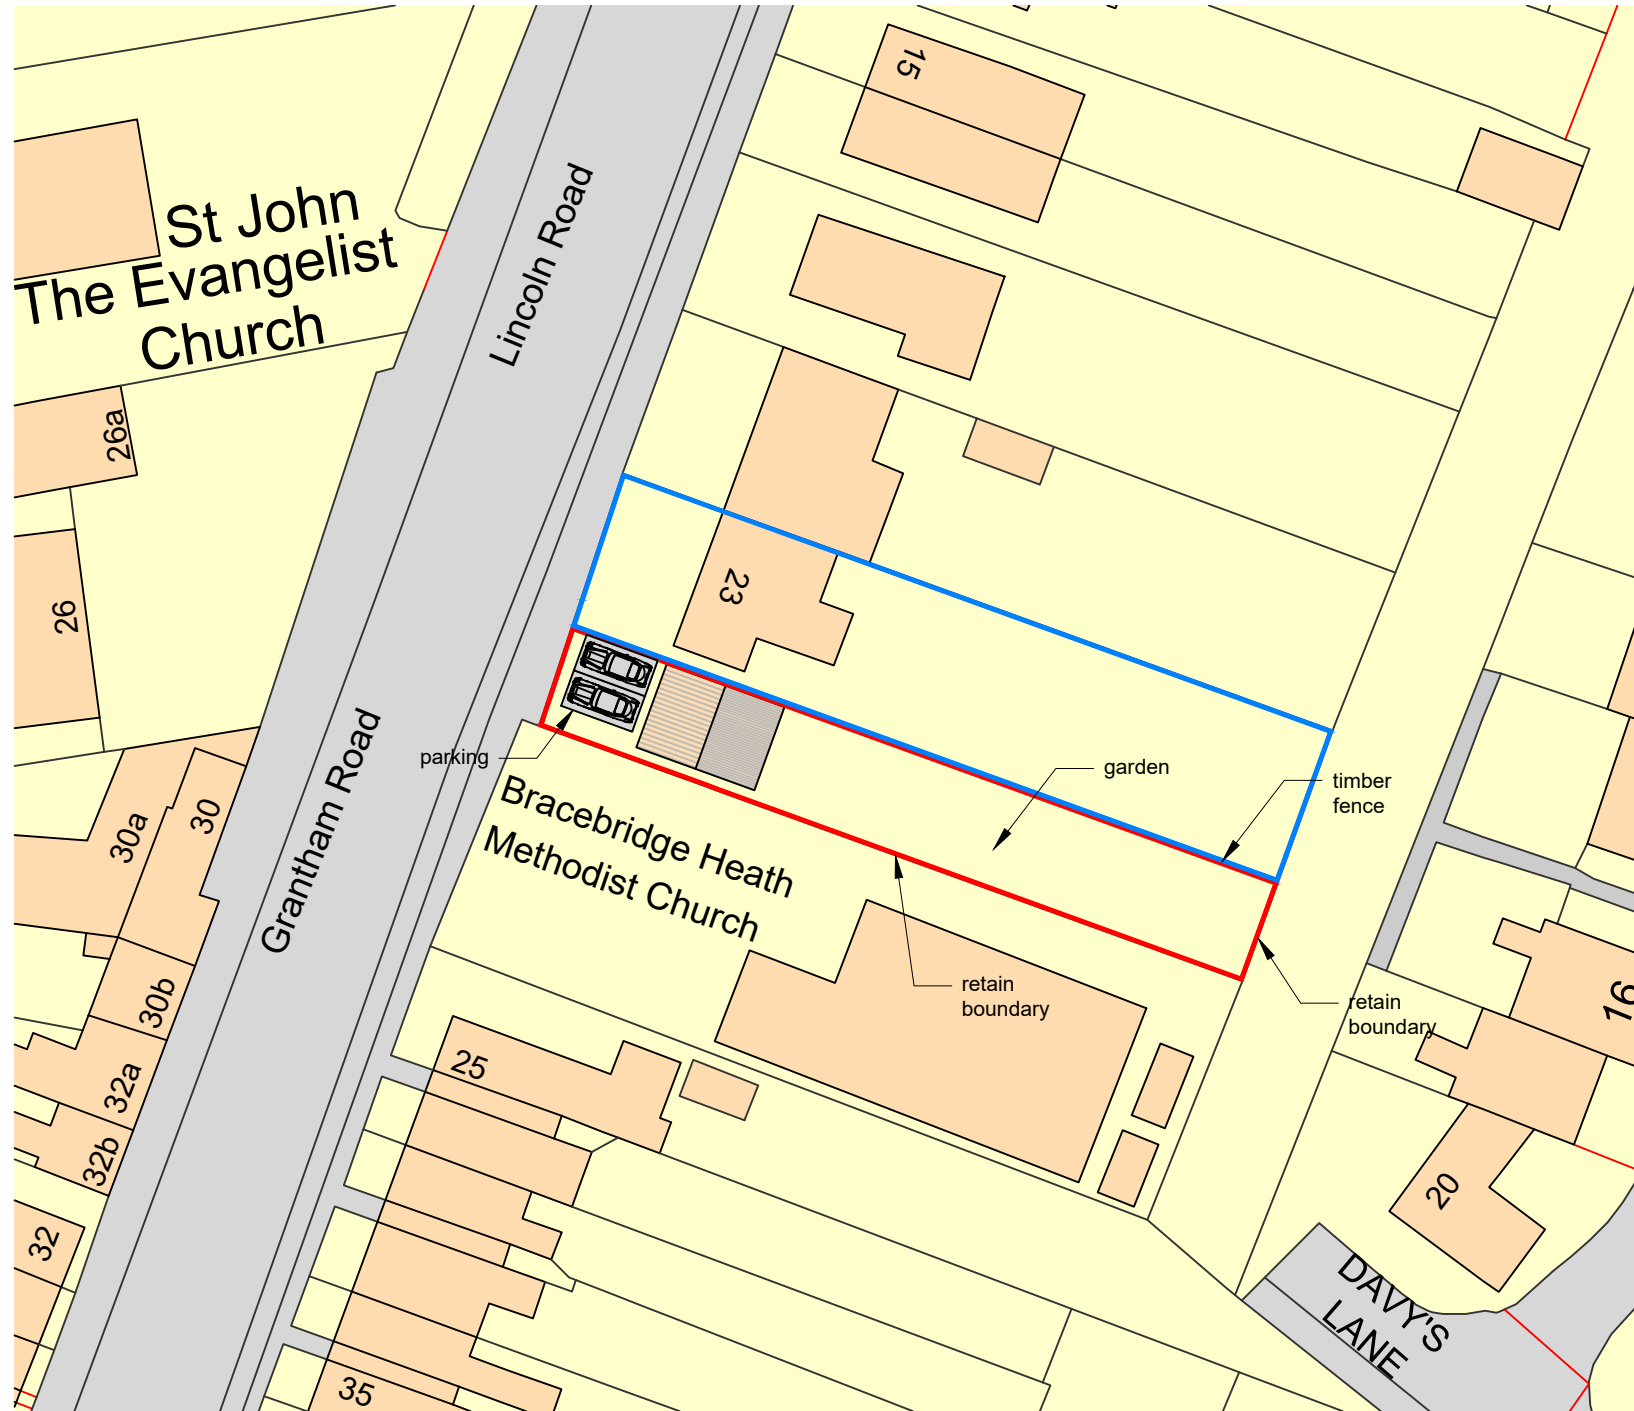 15
St John
The Evangelist
Church
Lincoln Road
26a
26
23
parking
garden
timber
fence
Bracebridge Heath
Methodist Church
Grantham Road
30a
30
30b
32a
32b
32
retain
boundary
retain
boundary
16
25
20
35
DAVY'S
LANE